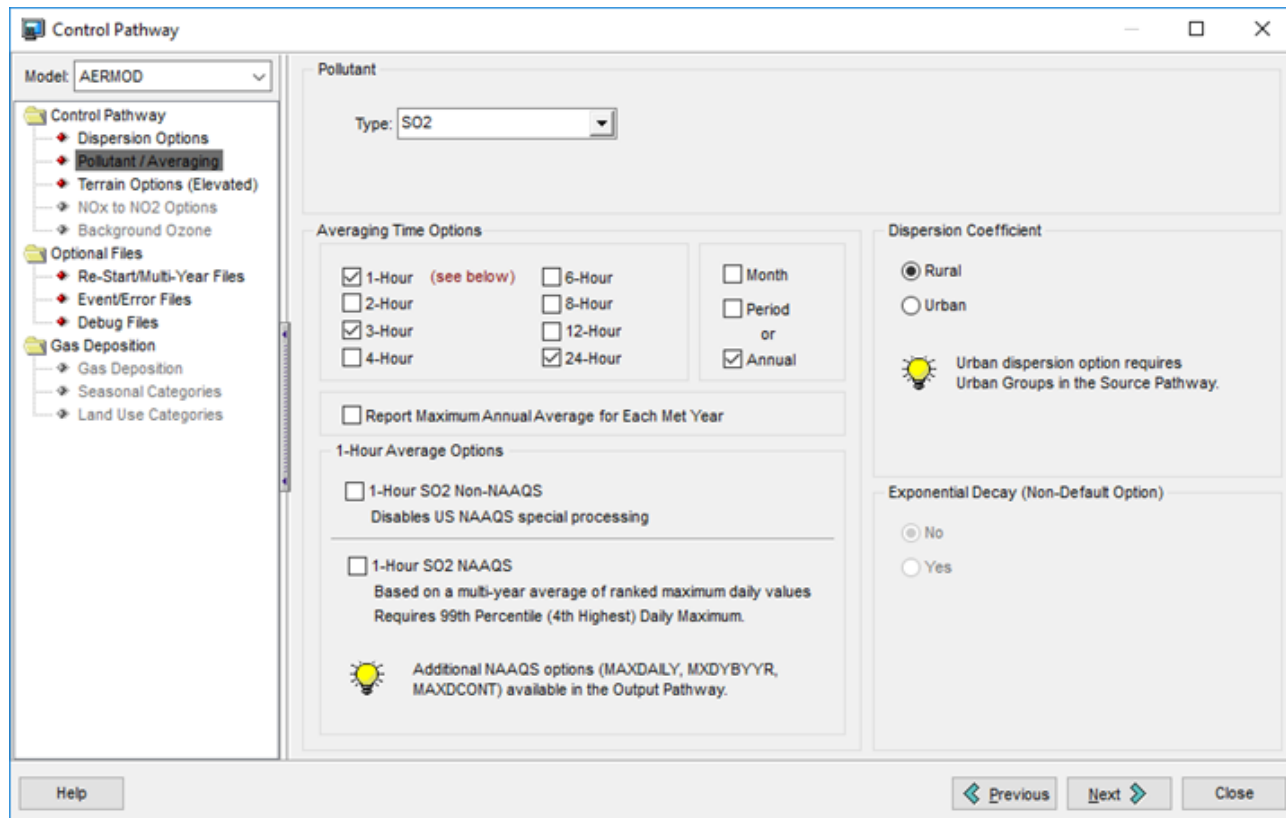 Control Pathway
Model: AERMOD
Control Pathway
Dispersion Options
Pollutant / Averaging
Terrain Options (Elevated)
NOx to NO2 Options
Background Ozone
Optional Files
Re-Start/Multi-Year Files
Event/Error Files
Debug Files
Gas Deposition
Gas Deposition
Seasonal Categories
Land Use Categories
Pollutant
Type: SO2
Averaging Time Options
1-Hour (see below)
2-Hour
3-Hour
4-Hour
6-Hour
8-Hour
12-Hour
24-Hour
Month
Period
or
Annual
Report Maximum Annual Average for Each Met Year
1-Hour Average Options
1-Hour SO2 Non-NAAQS
Disables US NAAQS special processing
1-Hour SO2 NAAQS
Based on a multi-year average of ranked maximum daily values
Requires 99th Percentile (4th Highest) Daily Maximum.
Additional NAAQS options (MAXDAILY, MXDYBYYR,
MAXDCONT) available in the Output Pathway.
Dispersion Coefficient
Rural
Urban
Urban dispersion option requires
Urban Groups in the Source Pathway.
Exponential Decay (Non-Default Option)
No
Yes
Help
Previous
Next
Close